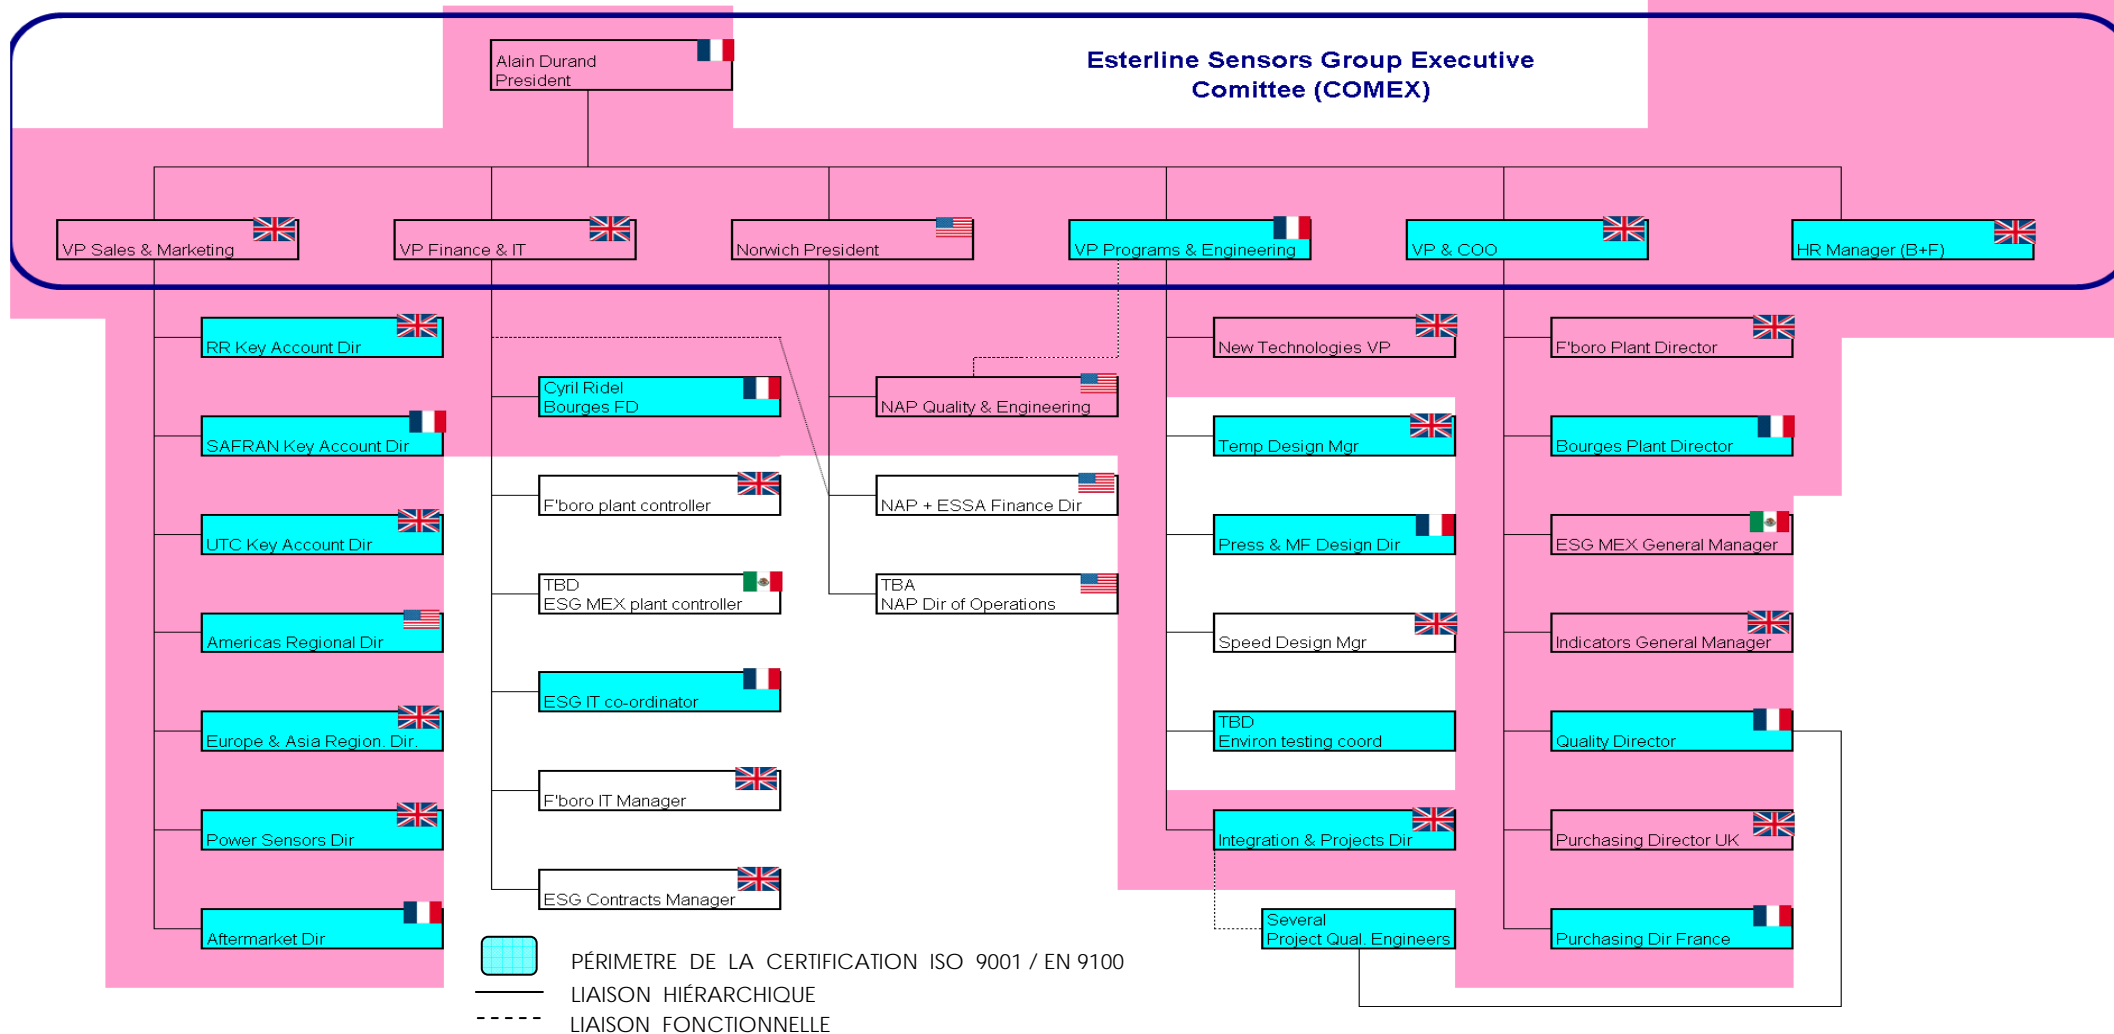 Esterline Sensors Group Executive
Comittee (COMEX)
Alain Durand
President
VP Sales & Marketing
VP Finance & IT
Norwich President
VP Programs & Engineering
VP & COO
HR Manager (B+F)
RR Key Account Dir
SAFRAN Key Account Dir
UTC Key Account Dir
Americas Regional Dir
Europe & Asia Region. Dir.
Power Sensors Dir
Aftermarket Dir
Cyril Ridel
Bourges FD
F'boro plant controller
TBD
ESG MEX plant controller
ESG IT co-ordinator
F'boro IT Manager
ESG Contracts Manager
NAP Quality & Engineering
NAP + ESSA Finance Dir
TBA
NAP Dir of Operations
New Technologies VP
Temp Design Mgr
Press & MF Design Dir
Speed Design Mgr
TBD
Environ testing coord
Integration & Projects Dir
Several
Project Qual. Engineers
F'boro Plant Director
Bourges Plant Director
ESG MEX General Manager
Indicators General Manager
Quality Director
Purchasing Director UK
Purchasing Dir France
PÉRIMETRE DE LA CERTIFICATION ISO 9001 / EN 9100
LIAISON HIÉRARCHIQUE
LIAISON FONCTIONNELLE